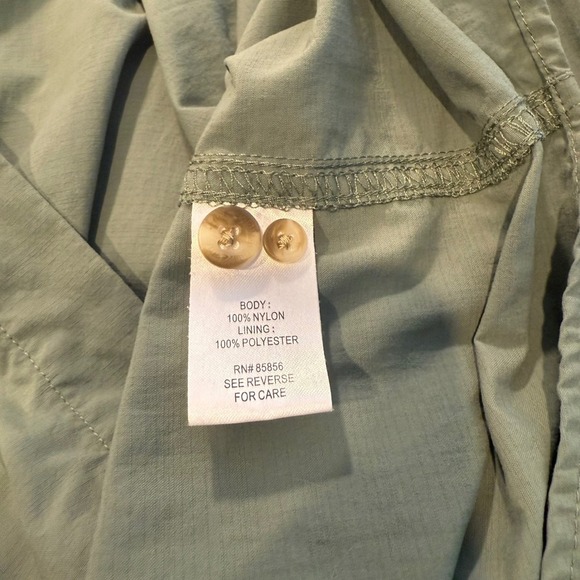 BODY :
100% NYLON
LINING :
100% POLYESTER
RN# 85856
SEE REVERSE
FOR CARE